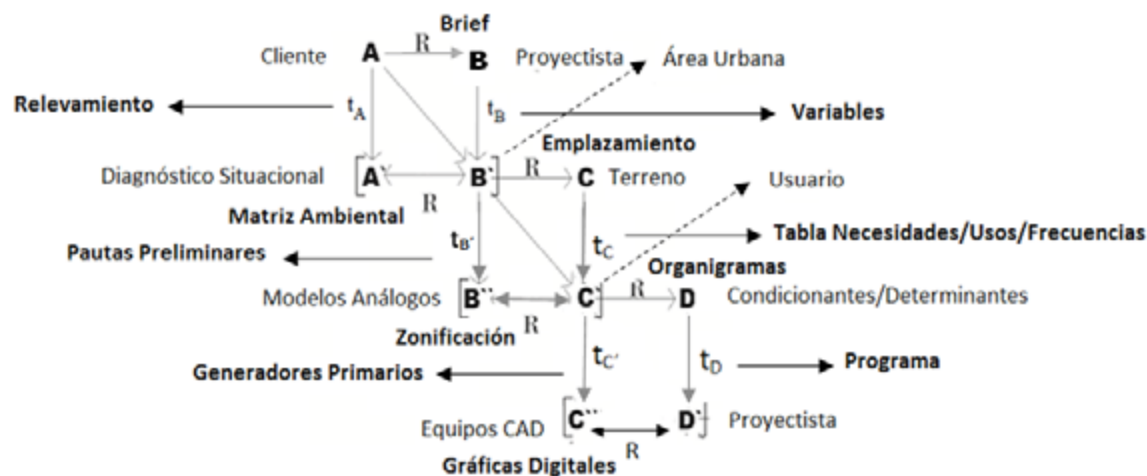 Brief
Cliente A R B Proyectista Área Urbana
Relevamiento tA tB Variables
Emplazamiento
Diagnóstico Situacional [A` B`] R C Terreno Usuario
Matriz Ambiental R
Pautas Preliminares tB´ tC Tabla Necesidades/Usos/Frecuencias
Organigramas
Modelos Análogos [B`` C`] R D Condicionantes/Determinantes
Zonificación R
Generadores Primarios tC´ tD Programa
Equipos CAD [C``` D`] Proyectista
Gráficas Digitales R